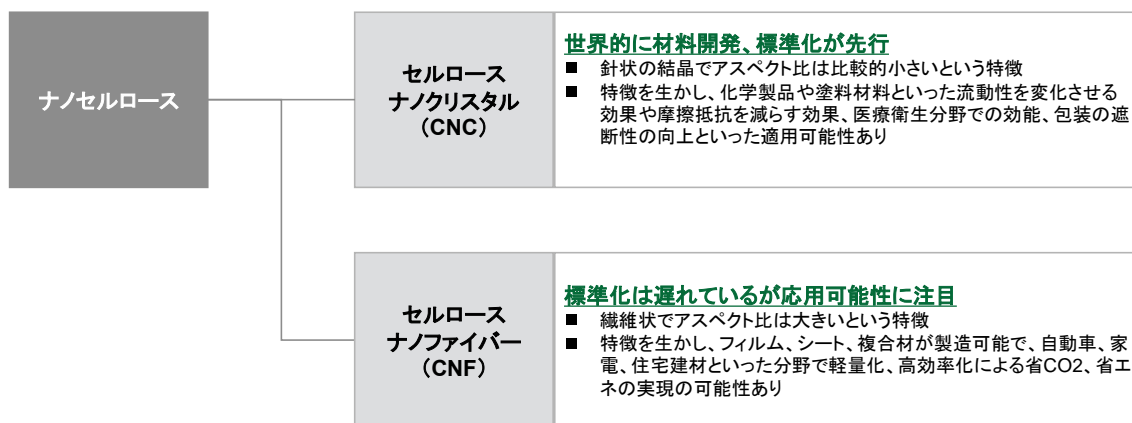 ナノセルロース
セルロース
ナノクリスタル
（CNC）
世界的に材料開発、標準化が先行
■ 針状の結晶でアスペクト比は比較的小さいという特徴
■ 特徴を生かし、化学製品や塗料材料といった流動性を変化させる
効果や摩擦抵抗を減らす効果、医療衛生分野での効能、包装の遮
断性の向上といった適用可能性あり
セルロース
ナノファイバー
（CNF）
標準化は遅れているが応用可能性に注目
■ 繊維状でアスペクト比は大きいという特徴
■ 特徴を生かし、フィルム、シート、複合材が製造可能で、自動車、家
電、住宅建材といった分野で軽量化、高効率化による省CO2、省エ
ネの実現の可能性あり